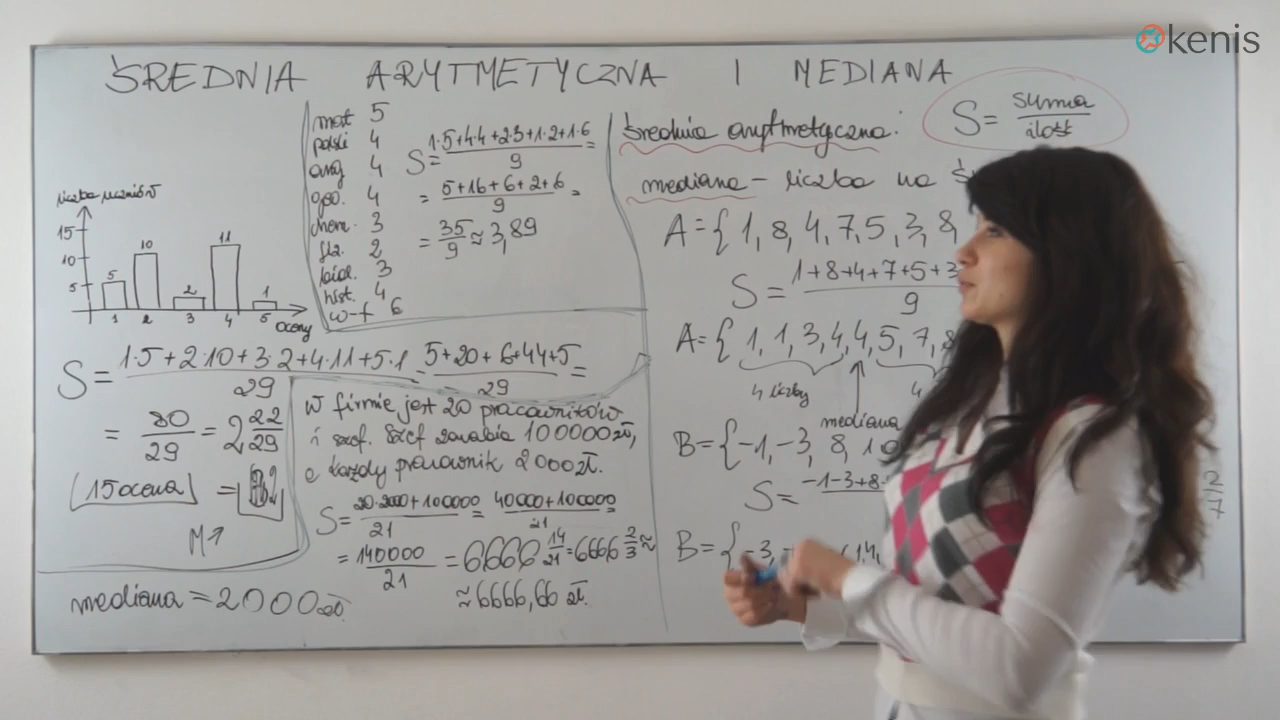 kenis
ŚREDNIA ARYTMETYCZNA I MEDIANA
S = suma / ilość
średnia arytmetyczna:
mediana – liczba na
A = { 1, 8, 4, 7, 5, 3, 8,
S = 1+8+4+7+5+3 / 9
A = { 1, 1, 3, 4, 4, 5, 7, 8
4 liczby
4
mediana
B = { -1, -3, 8, 10
S = -1-3+8
2/7
B = { -3,
mat 5
polski 4
ang 4
geo. 4
chem. 3
fiz. 2
biol. 3
hist. 4
w-f 6
S = 1·5+4·4+2·3+1·2+1·6 / 9 =
= 5+16+6+2+6 / 9 =
= 35/9 ≈ 3,89
liczba uczniów
15
10
5
5 10 2 11 1
1 2 3 4 5 oceny
S = 1·5+2·10+3·2+4·11+5·1 / 29 = 5+20+6+44+5 / 29 =
= 80/29 = 2 22/29
15 ocena = 2
M↗
mediana = 2000 zł
W firmie jest 20 pracowników
i szef. Szef zarabia 100000 zł,
a każdy pracownik 2000 zł.
S = 20·2000+100000 / 21 = 40000+100000 / 21 =
= 140000/21 = 6666 14/21 = 6666 2/3 ≈
≈ 6666,66 zł.